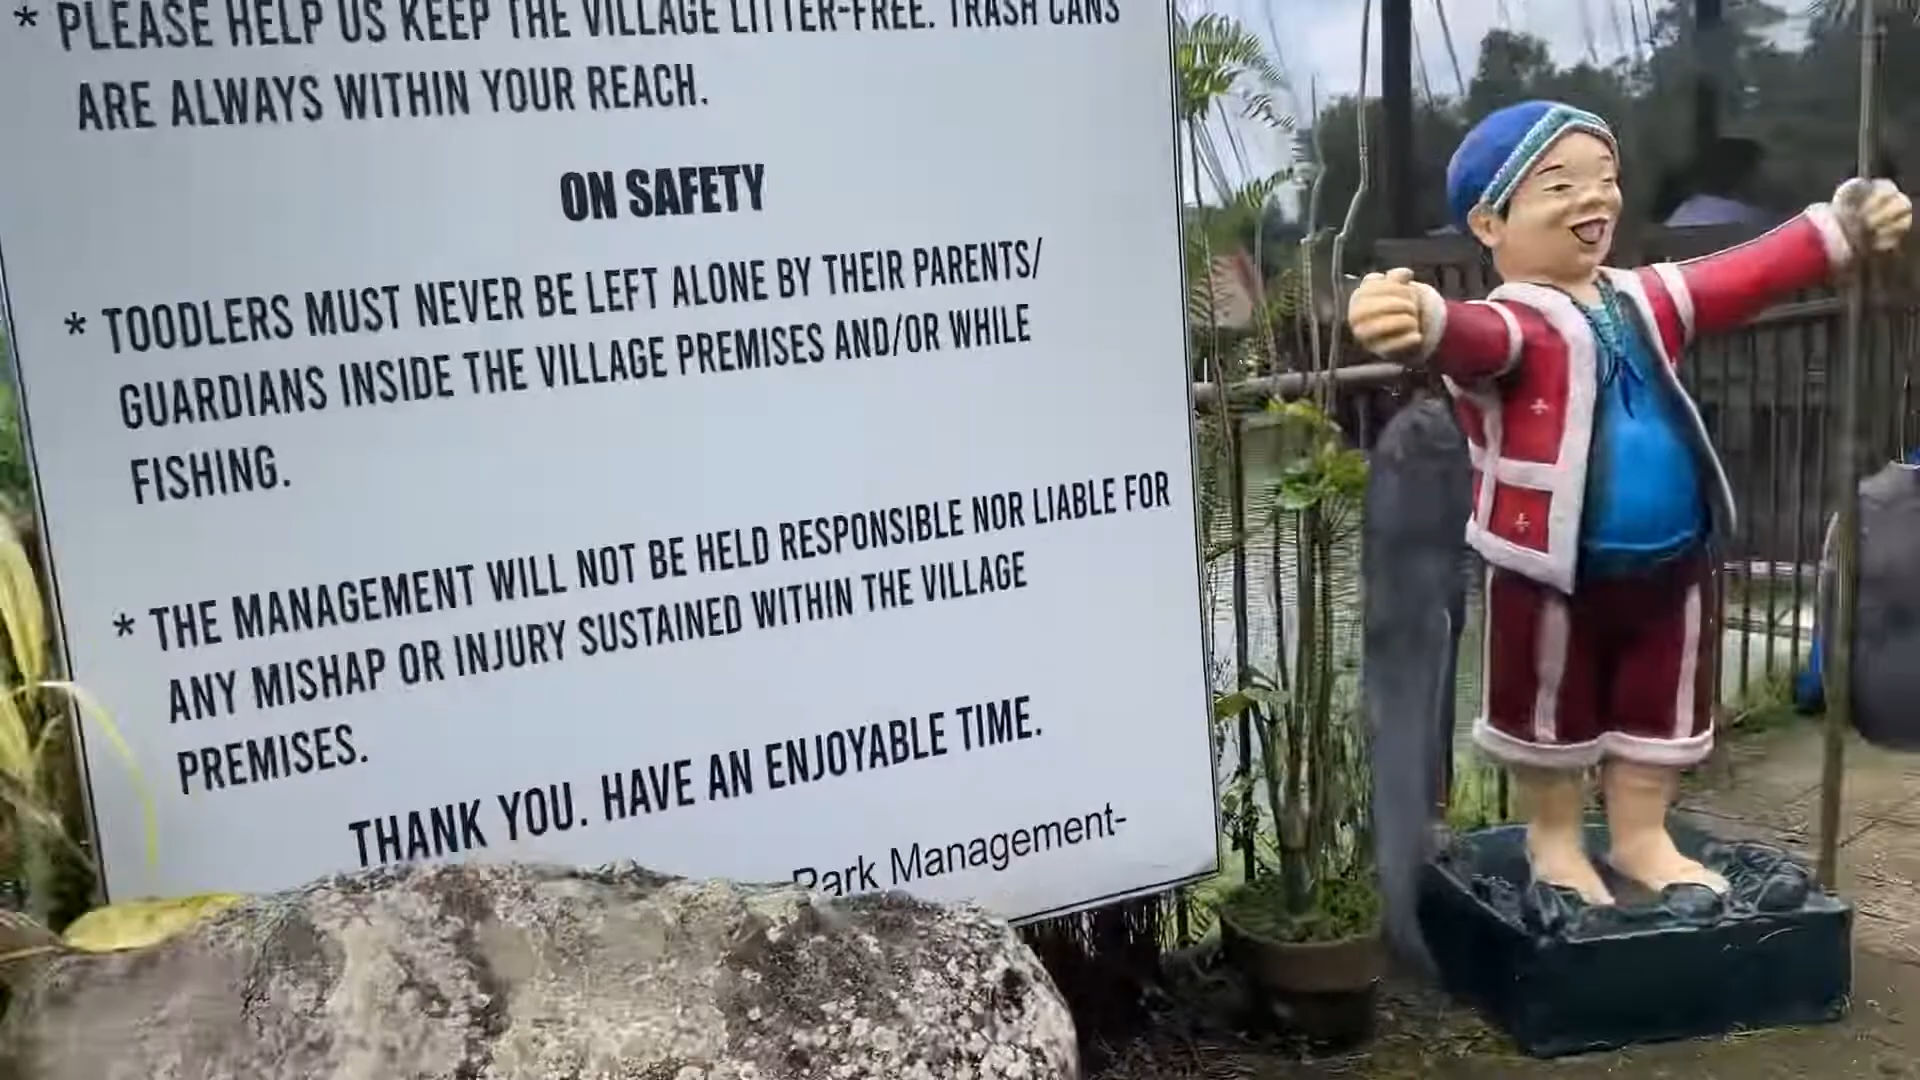 * PLEASE HELP US KEEP THE VILLAGE LITTER-FREE. TRASH CANS
ARE ALWAYS WITHIN YOUR REACH.
ON SAFETY
* TOODLERS MUST NEVER BE LEFT ALONE BY THEIR PARENTS/
GUARDIANS INSIDE THE VILLAGE PREMISES AND/OR WHILE
FISHING.
* THE MANAGEMENT WILL NOT BE HELD RESPONSIBLE NOR LIABLE FOR
ANY MISHAP OR INJURY SUSTAINED WITHIN THE VILLAGE
PREMISES.
THANK YOU. HAVE AN ENJOYABLE TIME.
Park Management-